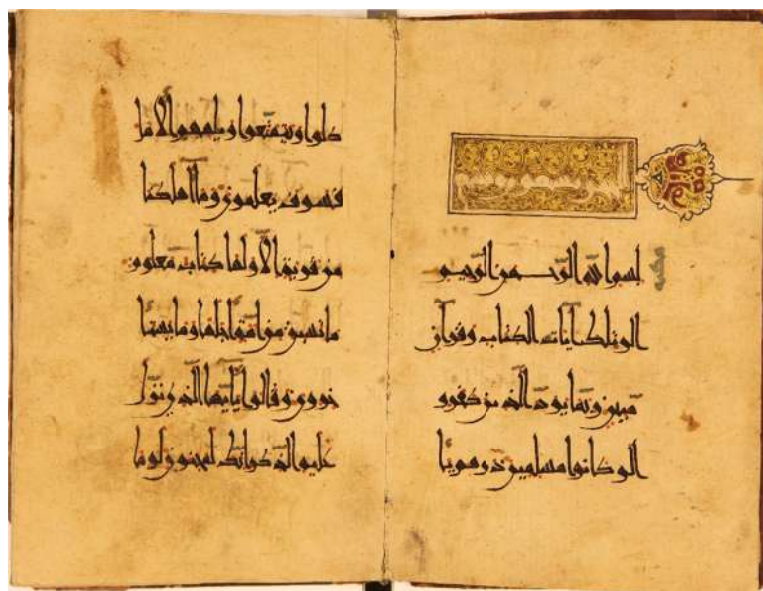 مكية
بسم الله الرحمن الرحيم
الر تلك آيات الكتاب وقرآن
مبين ربما يود الذين كفروا
لو كانوا مسلمين ذرهم يأ
كلوا ويتمتعوا ويلههم الأمل
فسوف يعلمون وما أهلكنا
من قرية إلا ولها كتاب معلوم
ما تسبق من أمة أجلها وما يستأ
خرون وقالوا يا أيها الذي نزل
عليه الذكر إنك لمجنون لو ما